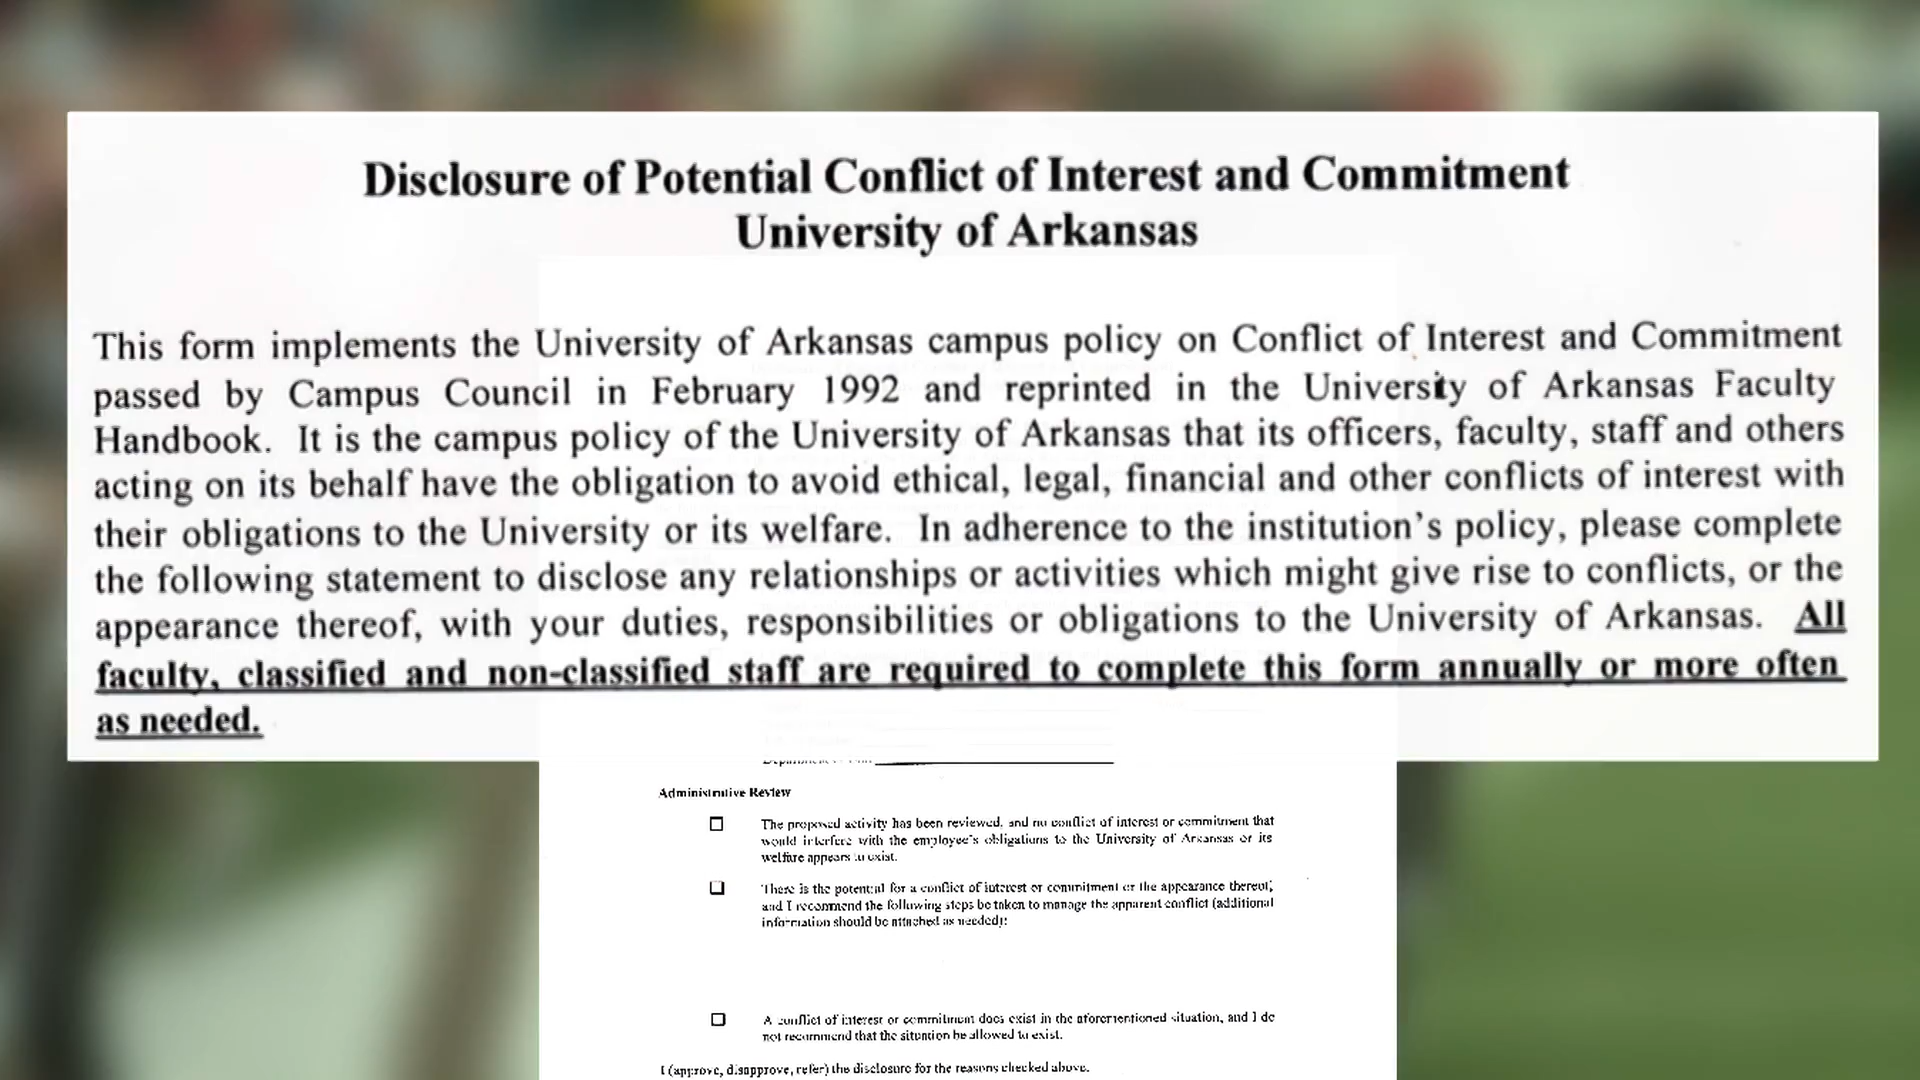 Disclosure of Potential Conflict of Interest and Commitment
University of Arkansas
This form implements the University of Arkansas campus policy on Conflict of Interest and Commitment
passed by Campus Council in February 1992 and reprinted in the University of Arkansas Faculty
Handbook. It is the campus policy of the University of Arkansas that its officers, faculty, staff and others
acting on its behalf have the obligation to avoid ethical, legal, financial and other conflicts of interest with
their obligations to the University or its welfare. In adherence to the institution's policy, please complete
the following statement to disclose any relationships or activities which might give rise to conflicts, or the
appearance thereof, with your duties, responsibilities or obligations to the University of Arkansas. All
faculty, classified and non-classified staff are required to complete this form annually or more often
as needed.
Administrative Review
The proposed activity has been reviewed, and no conflict of interest or commitment that
would interfere with the employee's obligations to the University of Arkansas or its
welfare appears to exist.
There is the potential for a conflict of interest or commitment or the appearance thereof,
and I recommend the following steps be taken to manage the apparent conflict (additional
information should be attached as needed):
A conflict of interest or commitment does exist in the aforementioned situation, and I do
not recommend that the situation be allowed to exist.
I (approve, disapprove, refer) the disclosure for the reasons checked above.